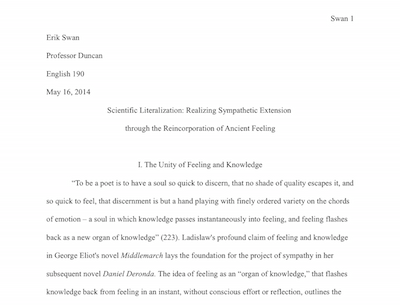 Swan 1
Erik Swan
Professor Duncan
English 190
May 16, 2014
Scientific Literalization: Realizing Sympathetic Extension
through the Reincorporation of Ancient Feeling
I. The Unity of Feeling and Knowledge
“To be a poet is to have a soul so quick to discern, that no shade of quality escapes it, and
so quick to feel, that discernment is but a hand playing with finely ordered variety on the chords
of emotion – a soul in which knowledge passes instantaneously into feeling, and feeling flashes
back as a new organ of knowledge” (223). Ladislaw's profound claim of feeling and knowledge
in George Eliot's novel Middlemarch lays the foundation for the project of sympathy in her
subsequent novel Daniel Deronda. The idea of feeling as an “organ of knowledge,” that flashes
knowledge back from feeling in an instant, without conscious effort or reflection, outlines the